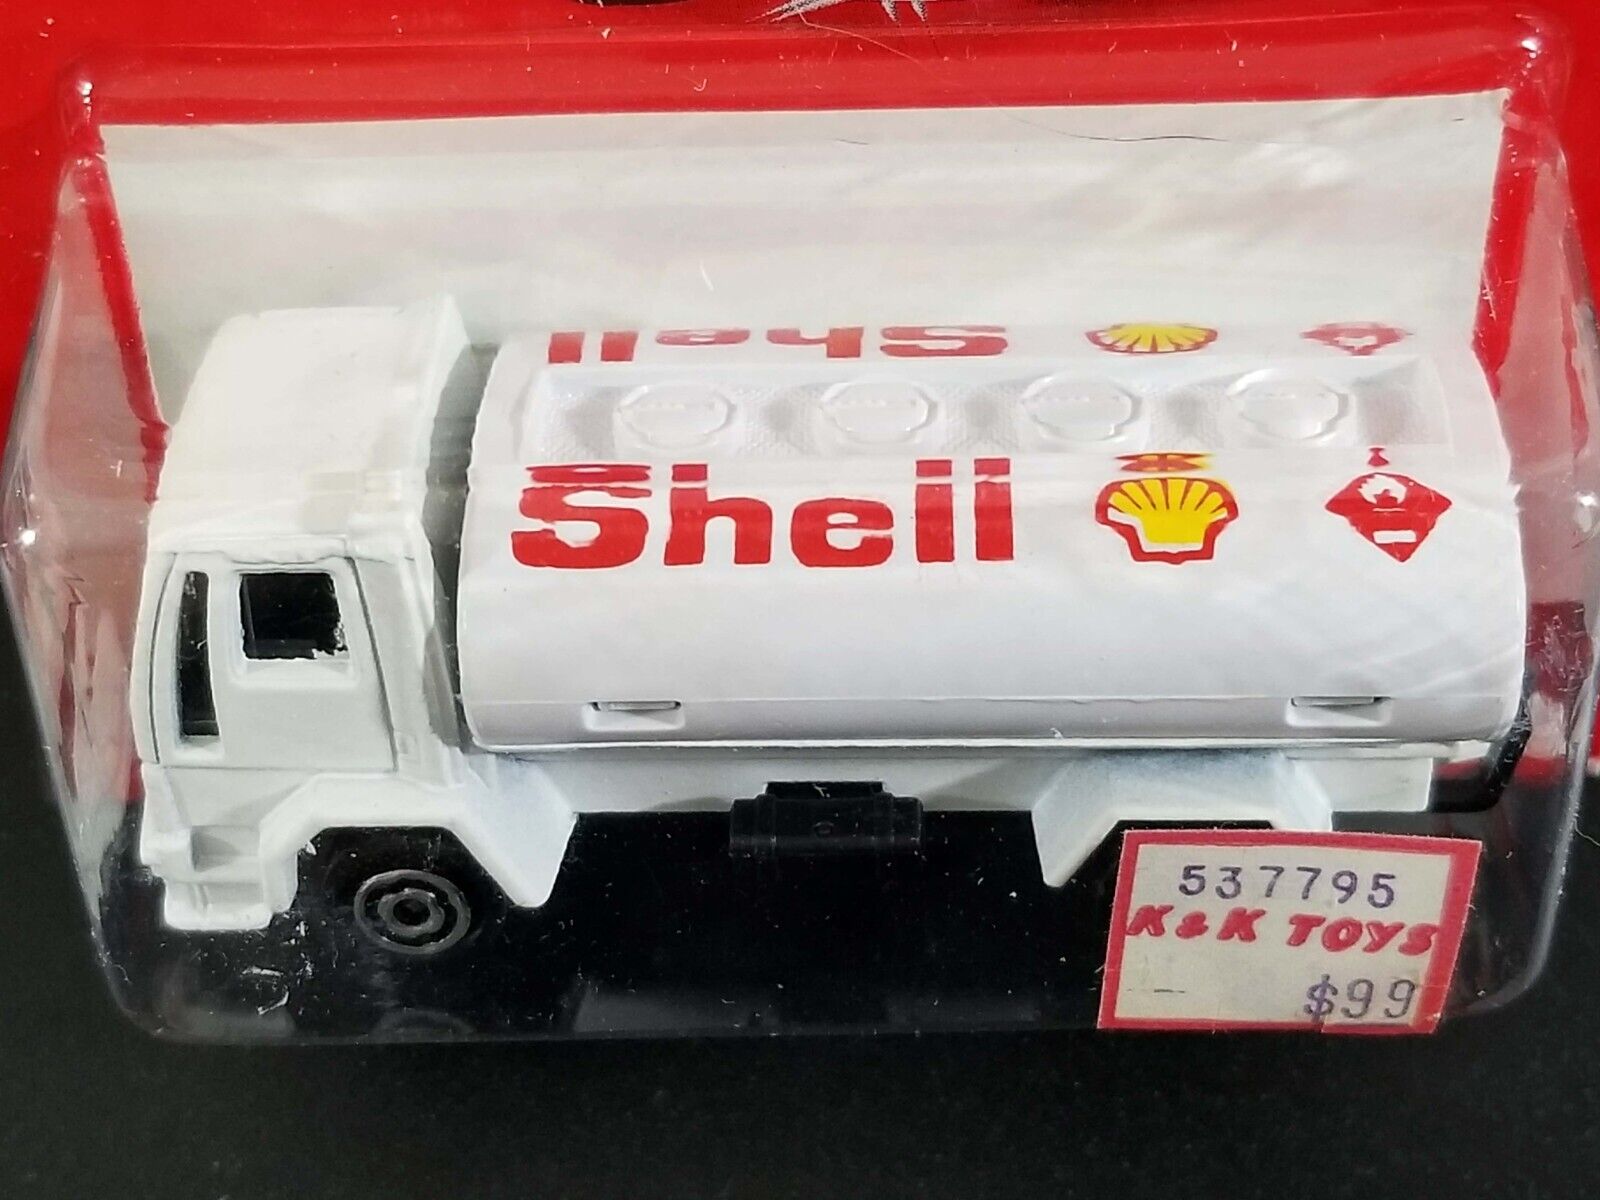 Shell
Shell
537795
K & K TOYS
$99